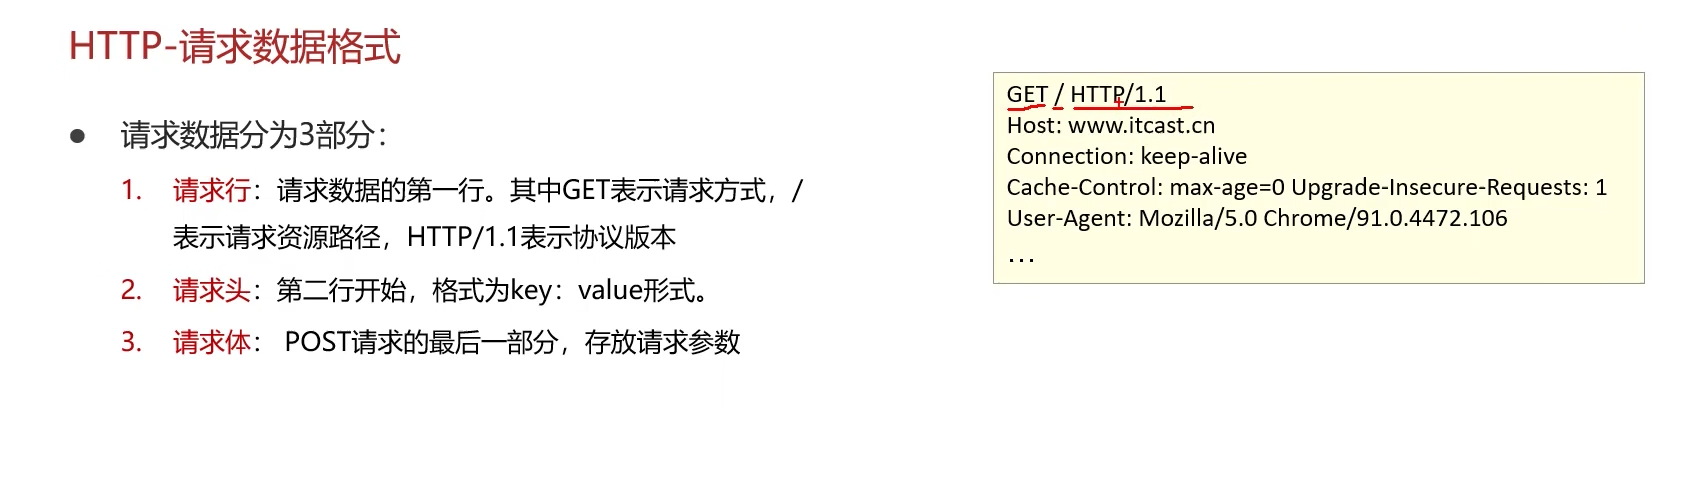 HTTP-请求数据格式
● 请求数据分为3部分：
1. 请求行：请求数据的第一行。其中GET表示请求方式，/
表示请求资源路径，HTTP/1.1表示协议版本
2. 请求头：第二行开始，格式为key：value形式。
3. 请求体： POST请求的最后一部分，存放请求参数
GET / HTTP/1.1
Host: www.itcast.cn
Connection: keep-alive
Cache-Control: max-age=0 Upgrade-Insecure-Requests: 1
User-Agent: Mozilla/5.0 Chrome/91.0.4472.106
...